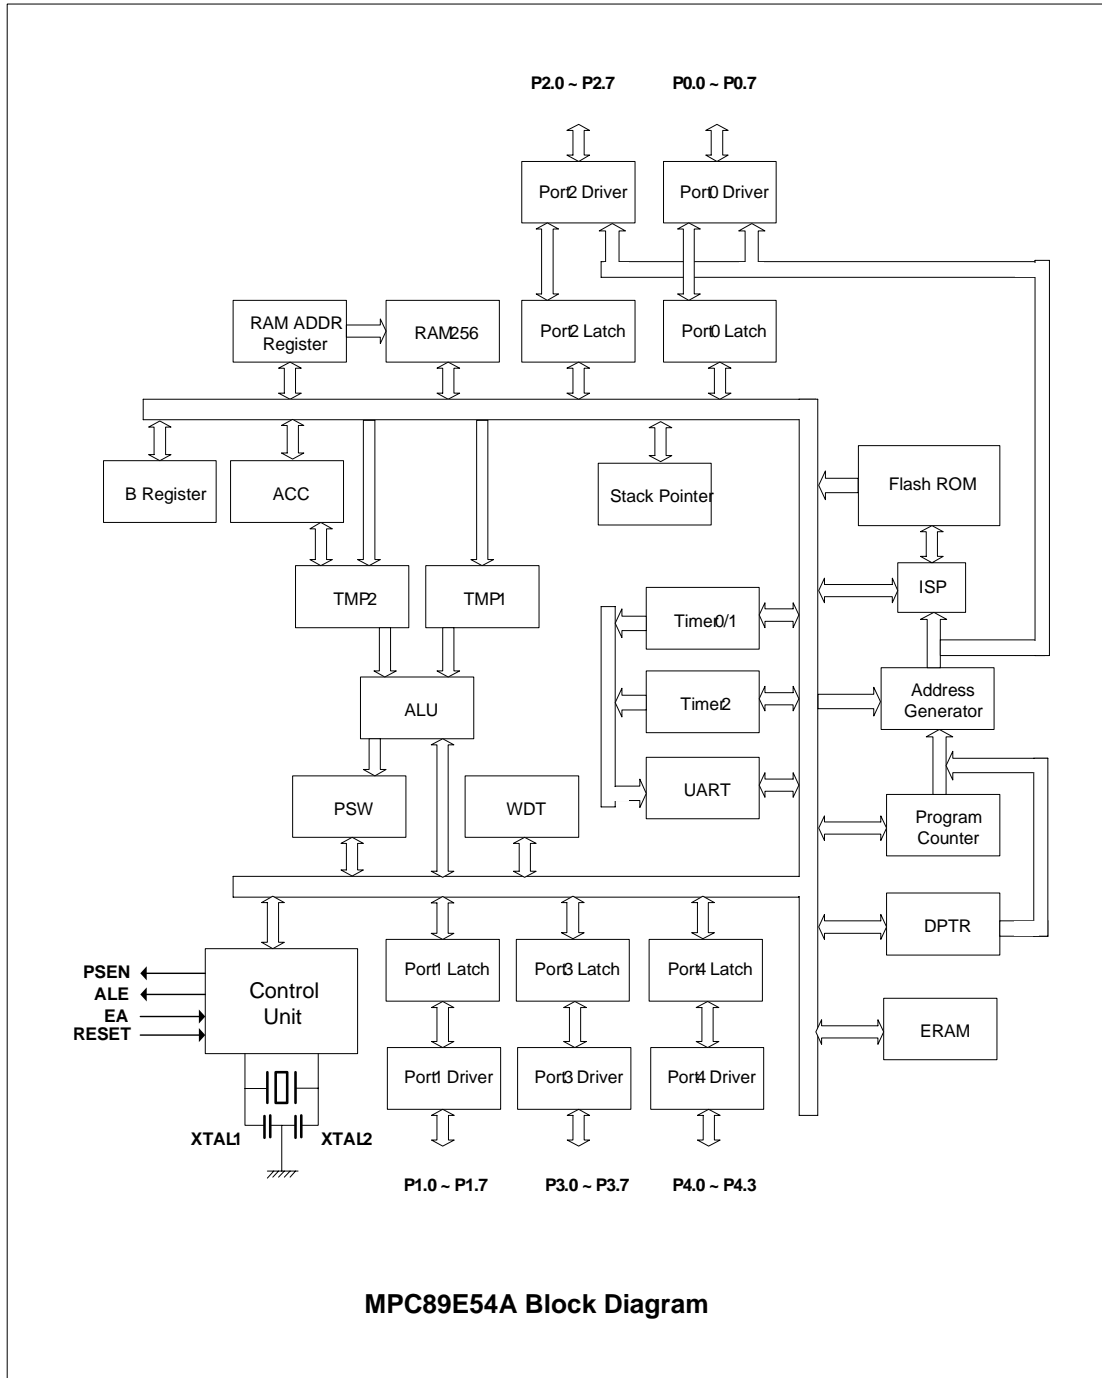 P2.0 ~ P2.7
P0.0 ~ P0.7
Port2 Driver
Port0 Driver
RAM ADDR
Register
RAM256
Port2 Latch
Port0 Latch
B Register
ACC
Stack Pointer
Flash ROM
TMP2
TMP1
ISP
Timer0/1
ALU
Timer2
Address
Generator
PSW
WDT
UART
Program
Counter
Port1 Latch
Port3 Latch
Port4 Latch
DPTR
PSEN
ALE
EA
RESET
Control
Unit
ERAM
Port1 Driver
Port3 Driver
Port4 Driver
XTAL1
XTAL2
P1.0 ~ P1.7
P3.0 ~ P3.7
P4.0 ~ P4.3
MPC89E54A Block Diagram